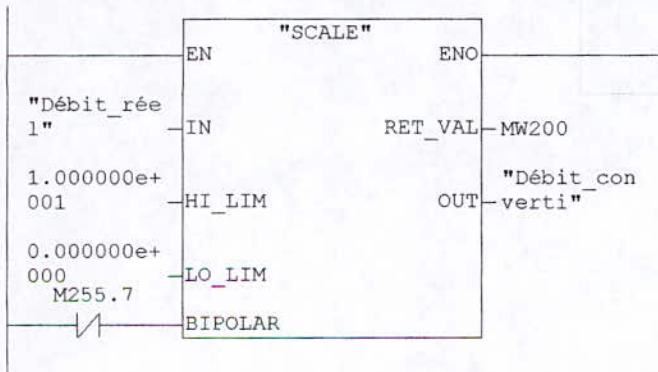 "SCALE"
EN ENO
"Débit_rée
1" IN RET_VAL MW200
1.000000e+
001 HI_LIM OUT "Débit_con
verti"
0.000000e+
000 LO_LIM
M255.7
BIPOLAR